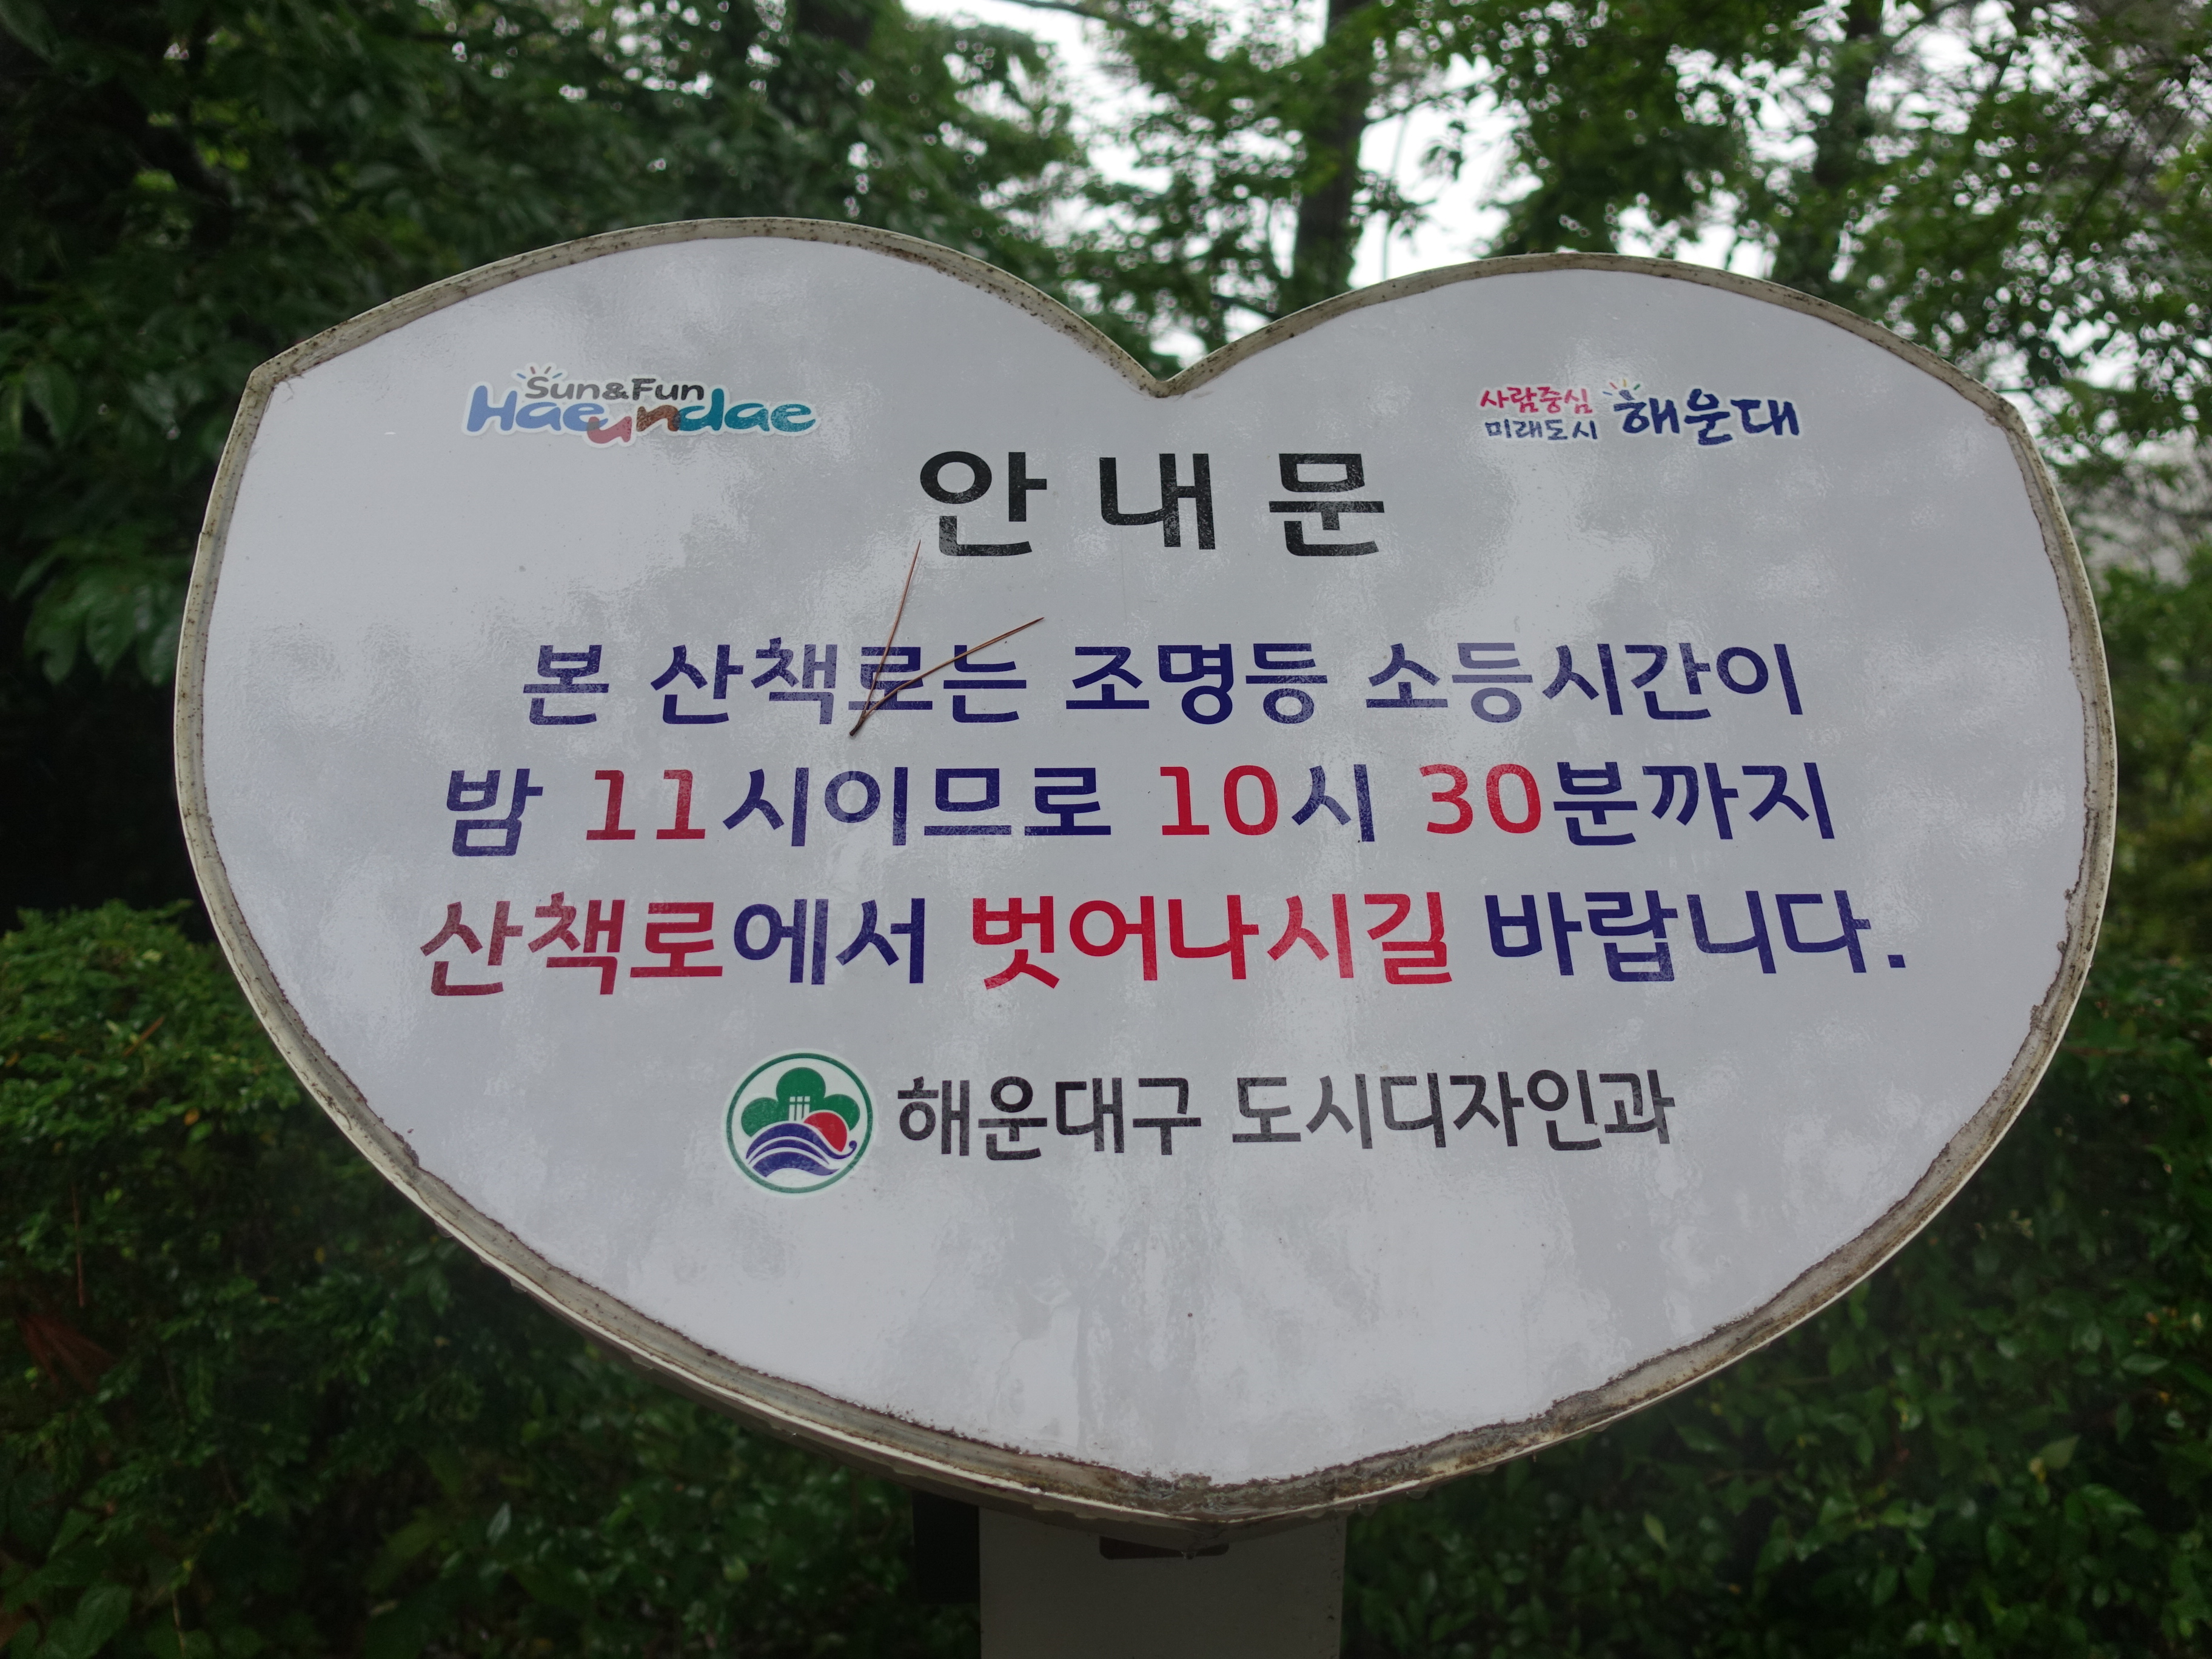 Sun&Fun
Haeundae
사람중심
미래도시 해운대
안내문
본 산책로는 조명등 소등시간이
밤 11시이므로 10시 30분까지
산책로에서 벗어나시길 바랍니다.
해운대구 도시디자인과